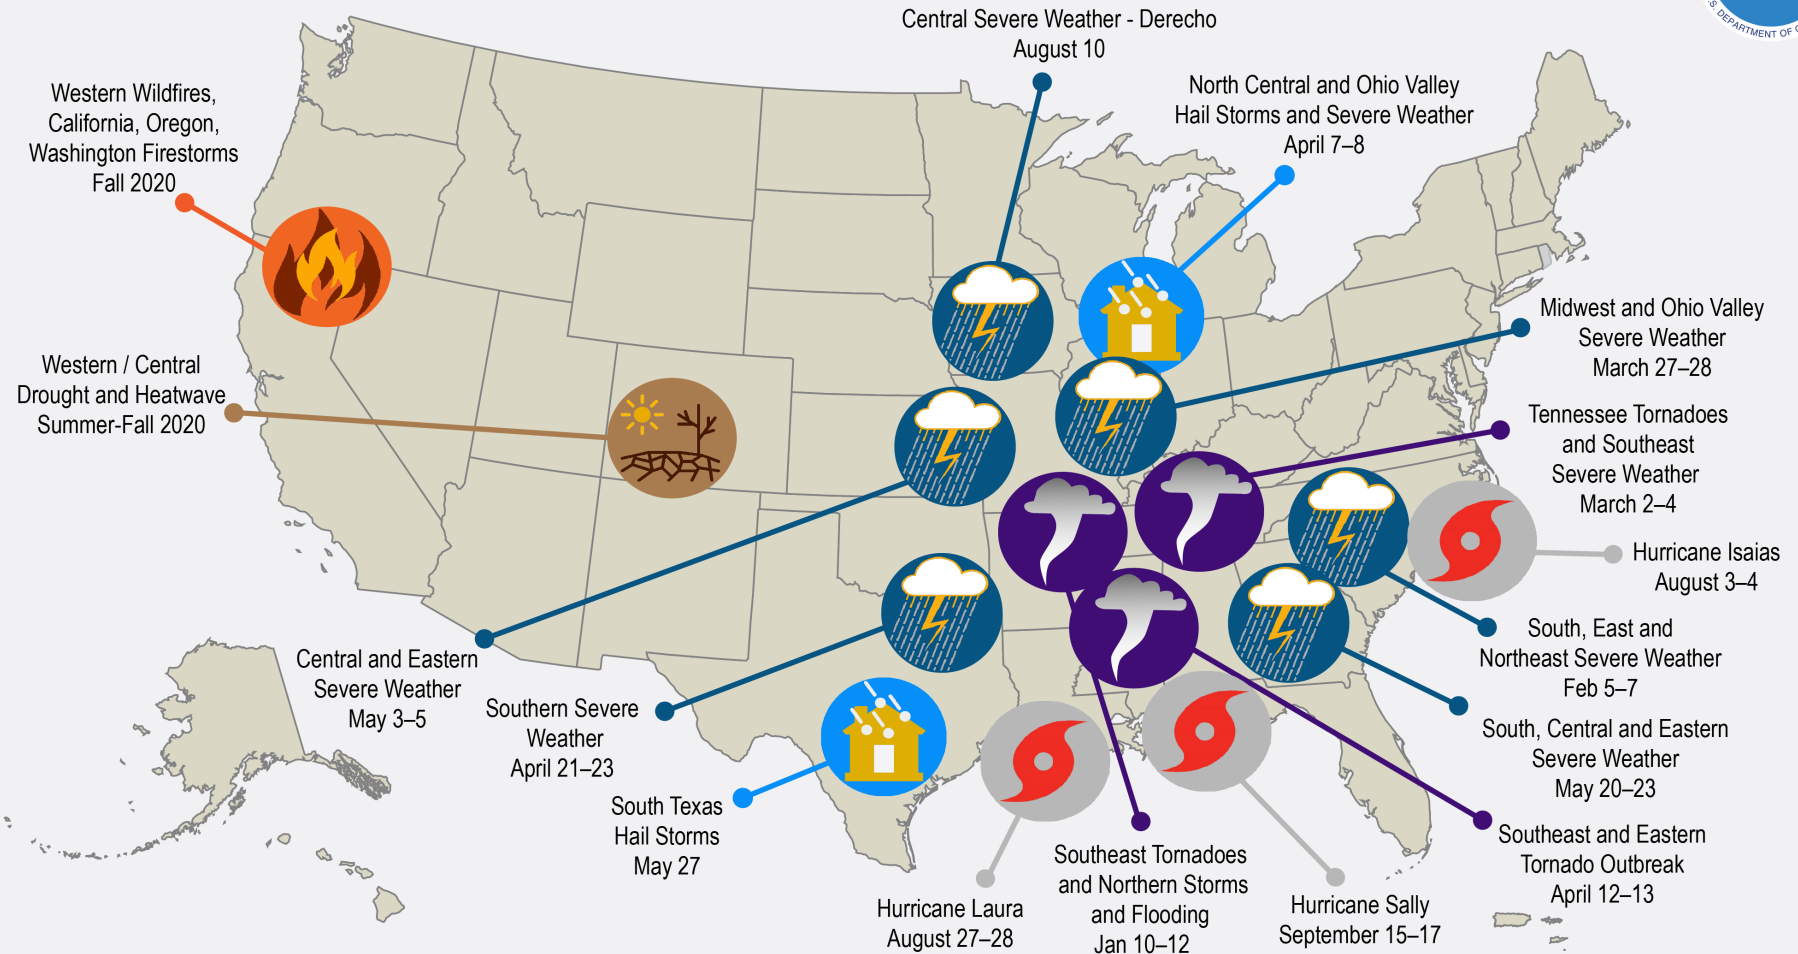 Central Severe Weather - Derecho
August 10
S. DEPARTMENT OF
North Central and Ohio Valley
Hail Storms and Severe Weather
April 7–8
Western Wildfires,
California, Oregon,
Washington Firestorms
Fall 2020
Midwest and Ohio Valley
Severe Weather
March 27–28
Western / Central
Drought and Heatwave
Summer-Fall 2020
Tennessee Tornadoes
and Southeast
Severe Weather
March 2–4
Hurricane Isaias
August 3–4
South, East and
Northeast Severe Weather
Feb 5–7
Central and Eastern
Severe Weather
May 3–5
Southern Severe
Weather
April 21–23
South, Central and Eastern
Severe Weather
May 20–23
South Texas
Hail Storms
May 27
Southeast and Eastern
Tornado Outbreak
April 12–13
Hurricane Laura
August 27–28
Southeast Tornadoes
and Northern Storms
and Flooding
Jan 10–12
Hurricane Sally
September 15–17